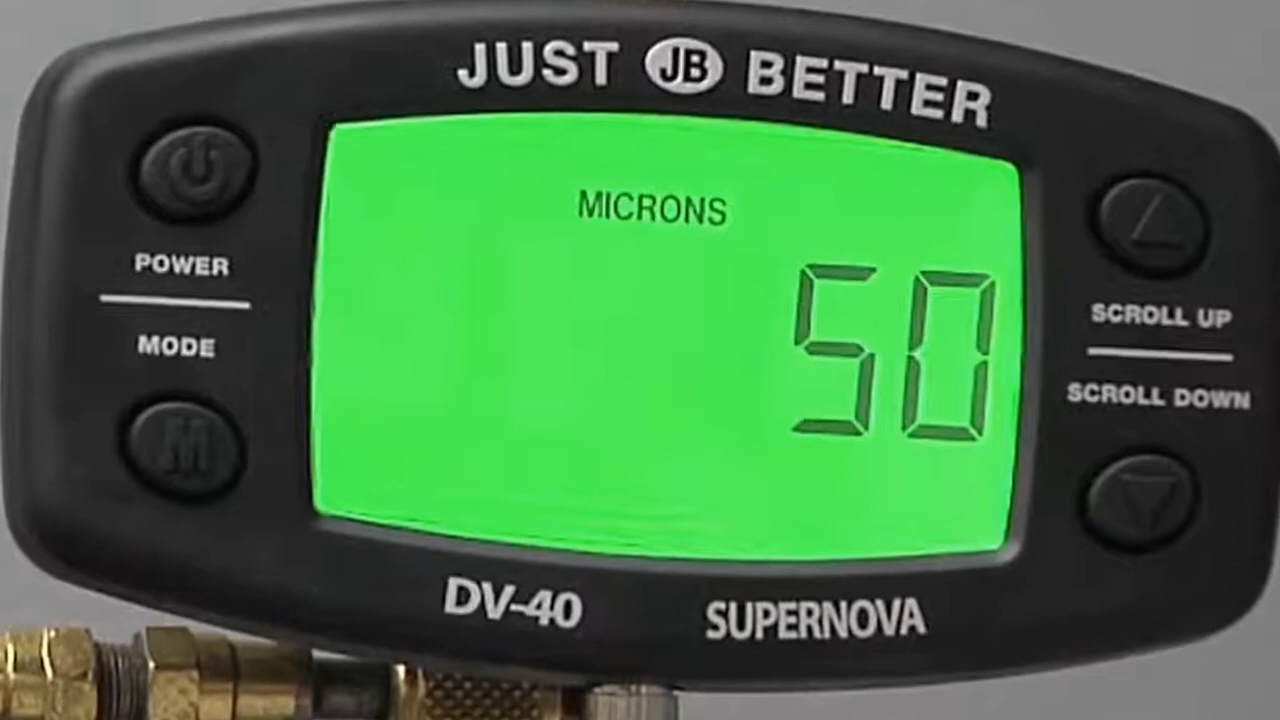 JUST JB BETTER
MICRONS
50
POWER
MODE
M
SCROLL UP
SCROLL DOWN
DV-40 SUPERNOVA